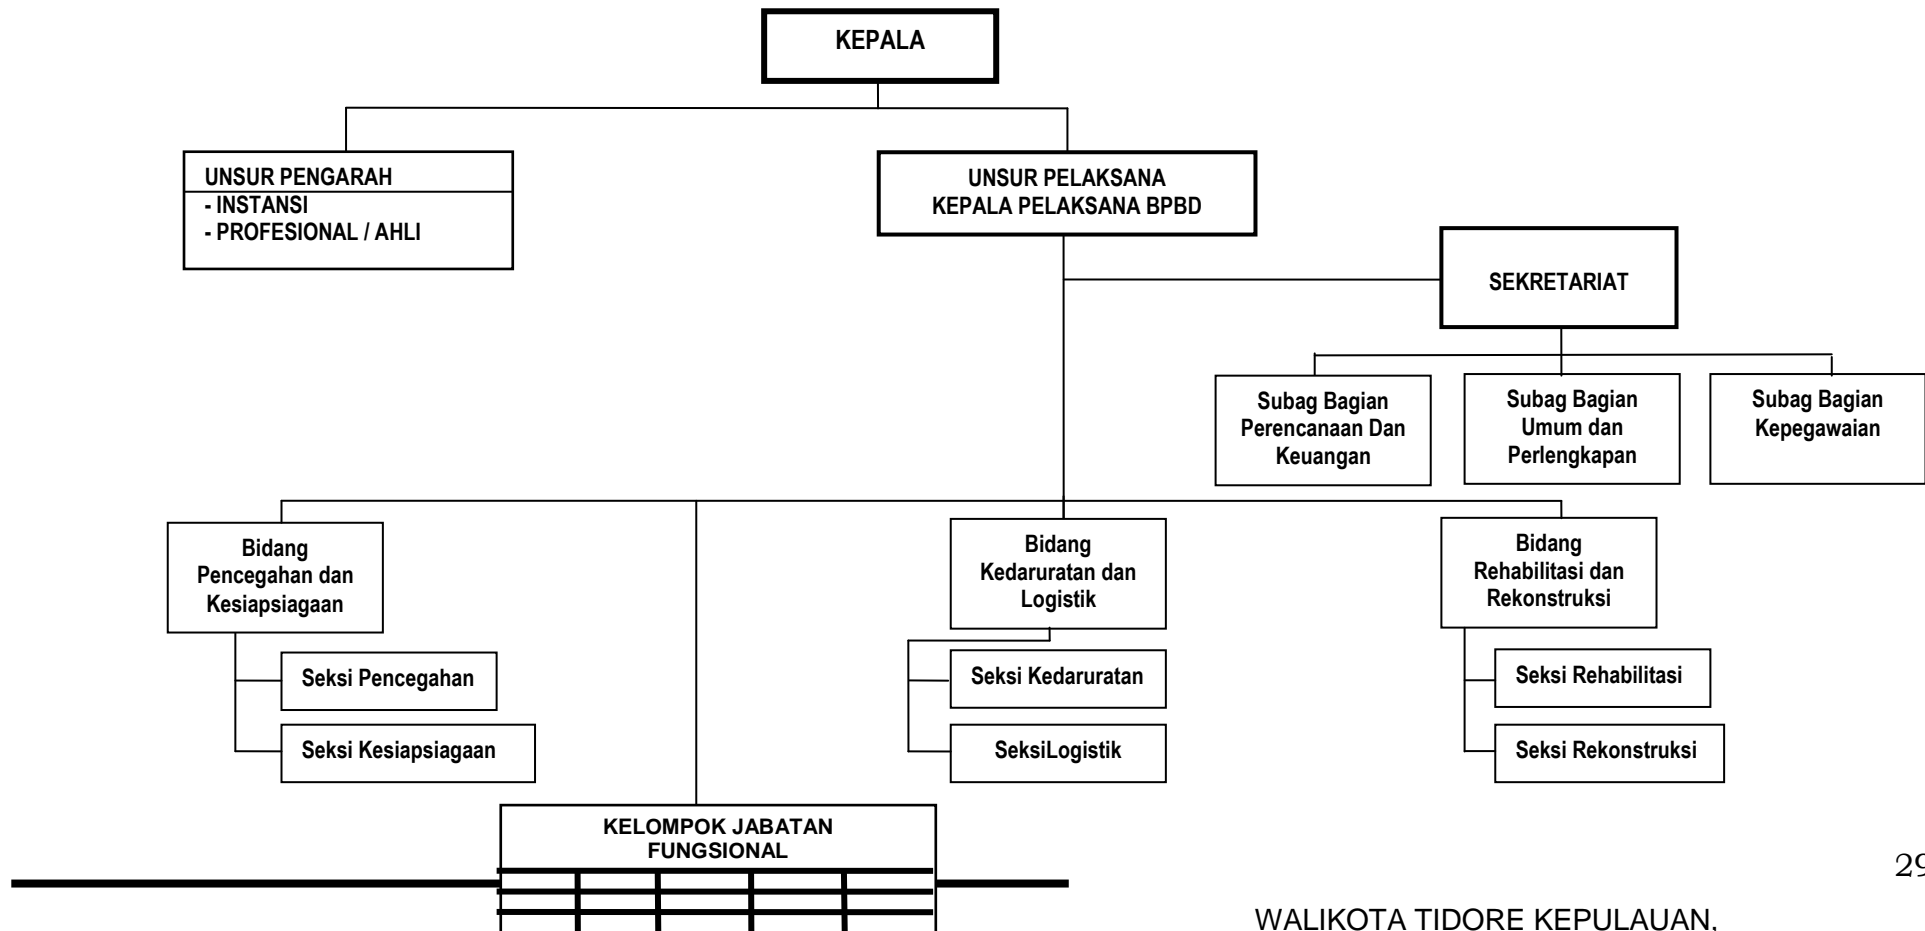 KEPALA
UNSUR PENGARAH
- INSTANSI
- PROFESIONAL / AHLI
UNSUR PELAKSANA
KEPALA PELAKSANA BPBD
SEKRETARIAT
Subag Bagian
Perencanaan Dan
Keuangan
Subag Bagian
Umum dan
Perlengkapan
Subag Bagian
Kepegawaian
Bidang
Pencegahan dan
Kesiapsiagaan
Bidang
Kedaruratan dan
Logistik
Bidang
Rehabilitasi dan
Rekonstruksi
Seksi Pencegahan
Seksi Kesiapsiagaan
Seksi Kedaruratan
SeksiLogistik
Seksi Rehabilitasi
Seksi Rekonstruksi
KELOMPOK JABATAN
FUNGSIONAL
29
WALIKOTA TIDORE KEPULAUAN,